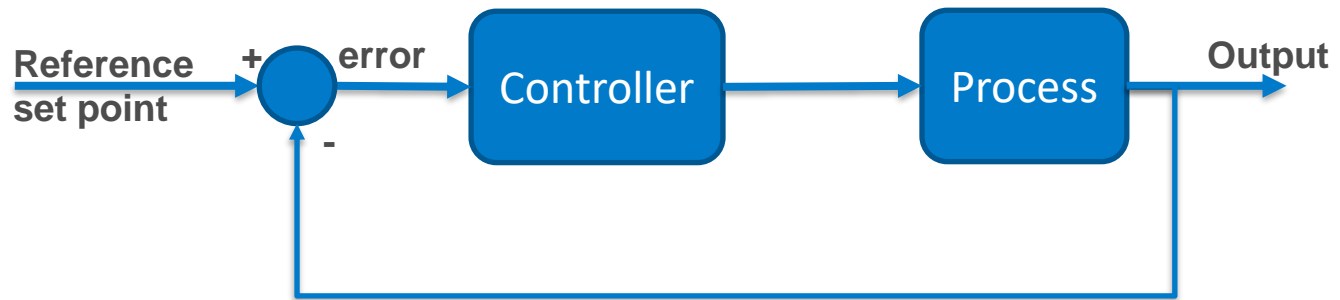 Reference
set point
+
-
error
Controller
Process
Output